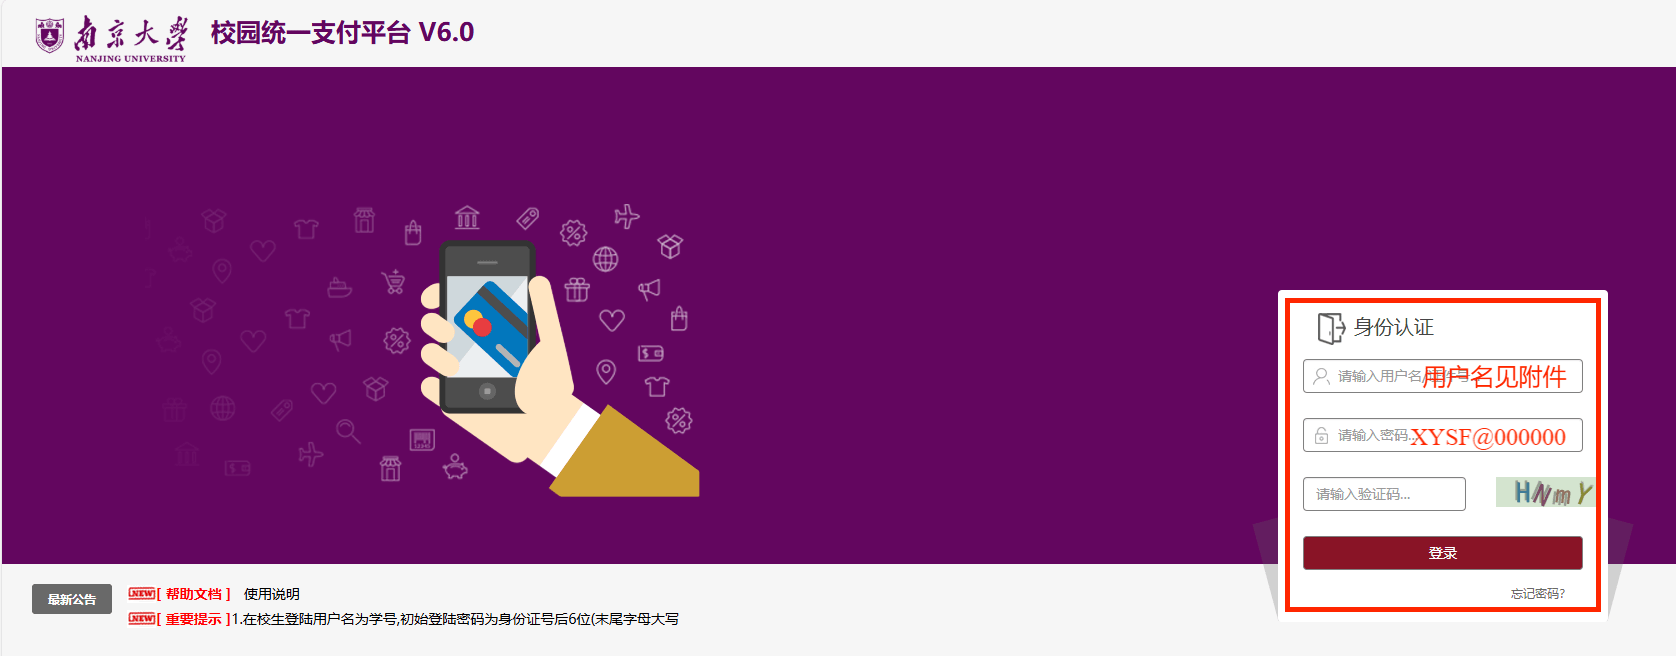 南京大学
NANJING UNIVERSITY
校园统一支付平台 V6.0
身份认证
请输入用户名
用户名见附件
请输入密码...
XYSF@000000
请输入验证码...
HNmY
登录
忘记密码?
最新公告
NEW [ 帮助文档 ] 使用说明
NEW [ 重要提示 ]1.在校生登陆用户名为学号,初始登陆密码为身份证号后6位(末尾字母大写